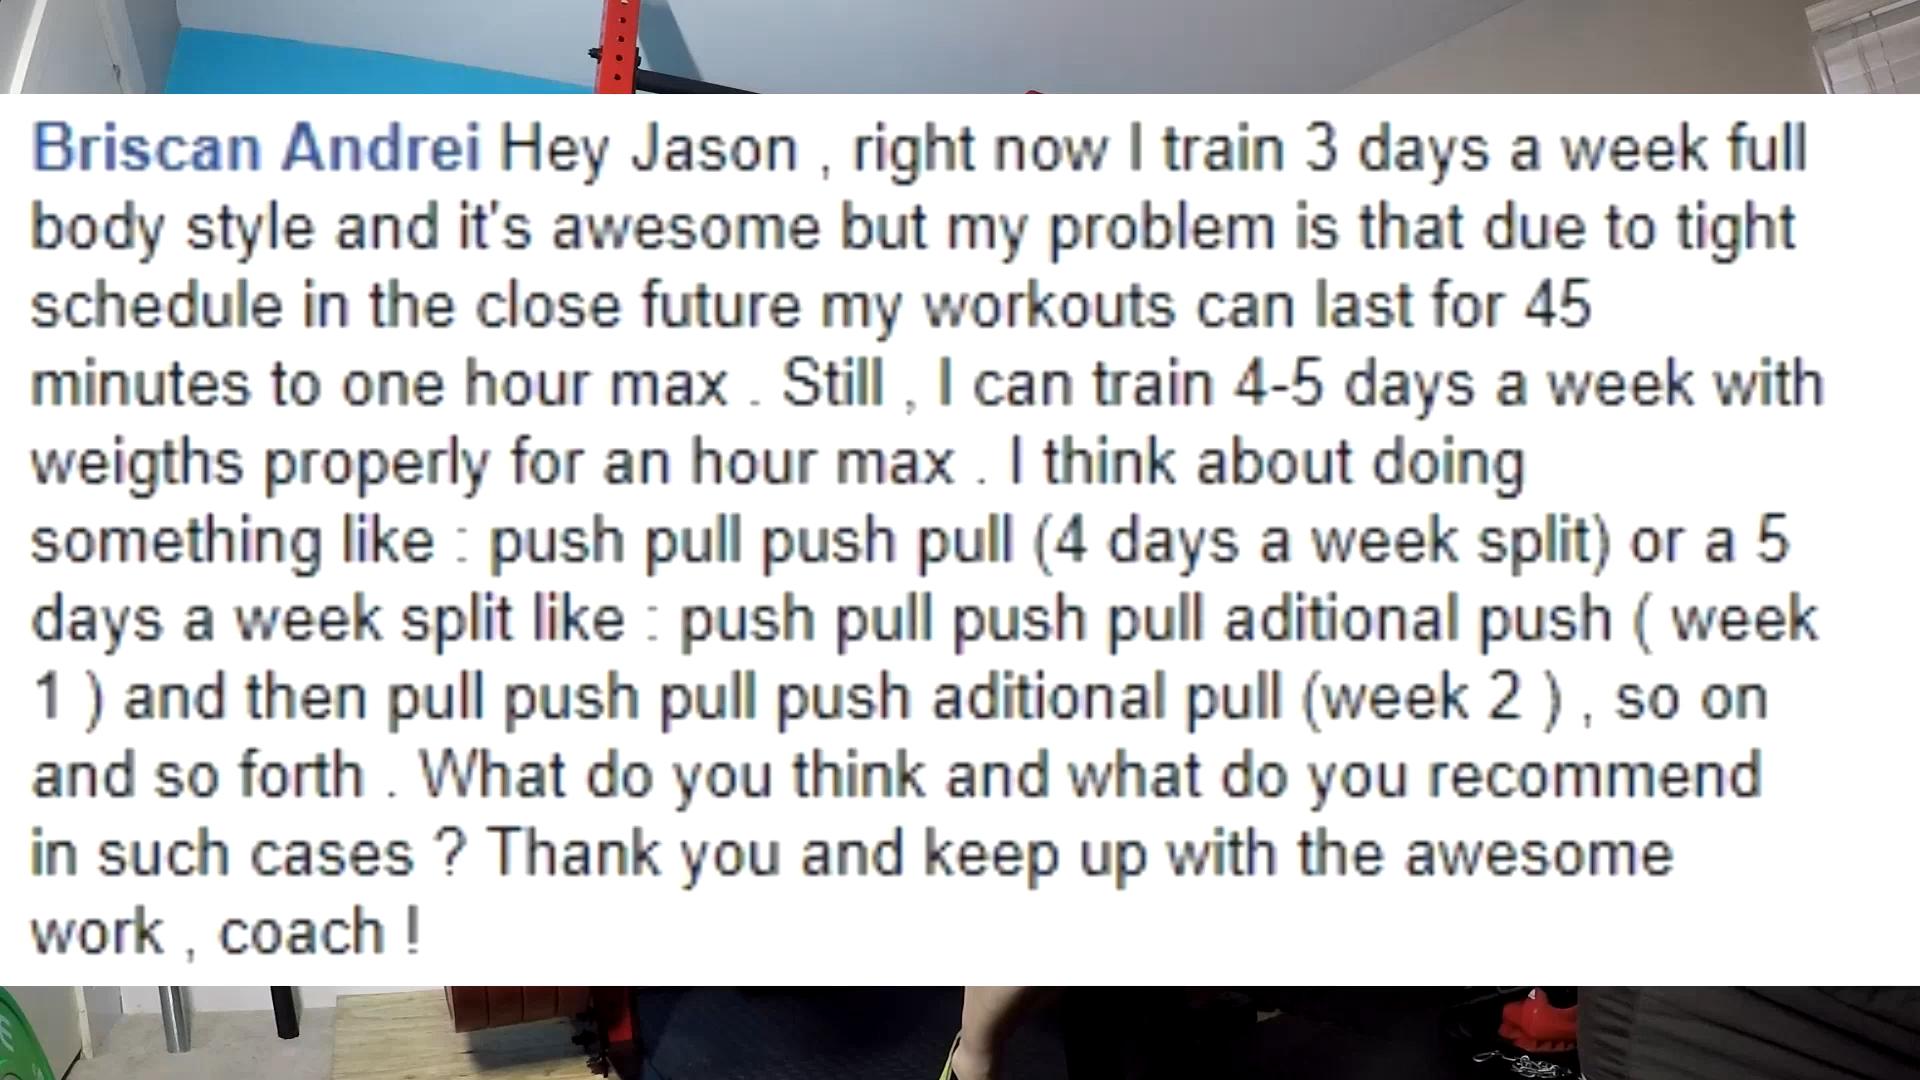 Briscan Andrei Hey Jason , right now I train 3 days a week full
body style and it's awesome but my problem is that due to tight
schedule in the close future my workouts can last for 45
minutes to one hour max . Still , I can train 4-5 days a week with
weigths properly for an hour max . I think about doing
something like : push pull push pull (4 days a week split) or a 5
days a week split like : push pull push pull aditional push ( week
1 ) and then pull push pull push aditional pull (week 2 ) , so on
and so forth . What do you think and what do you recommend
in such cases ? Thank you and keep up with the awesome
work , coach !